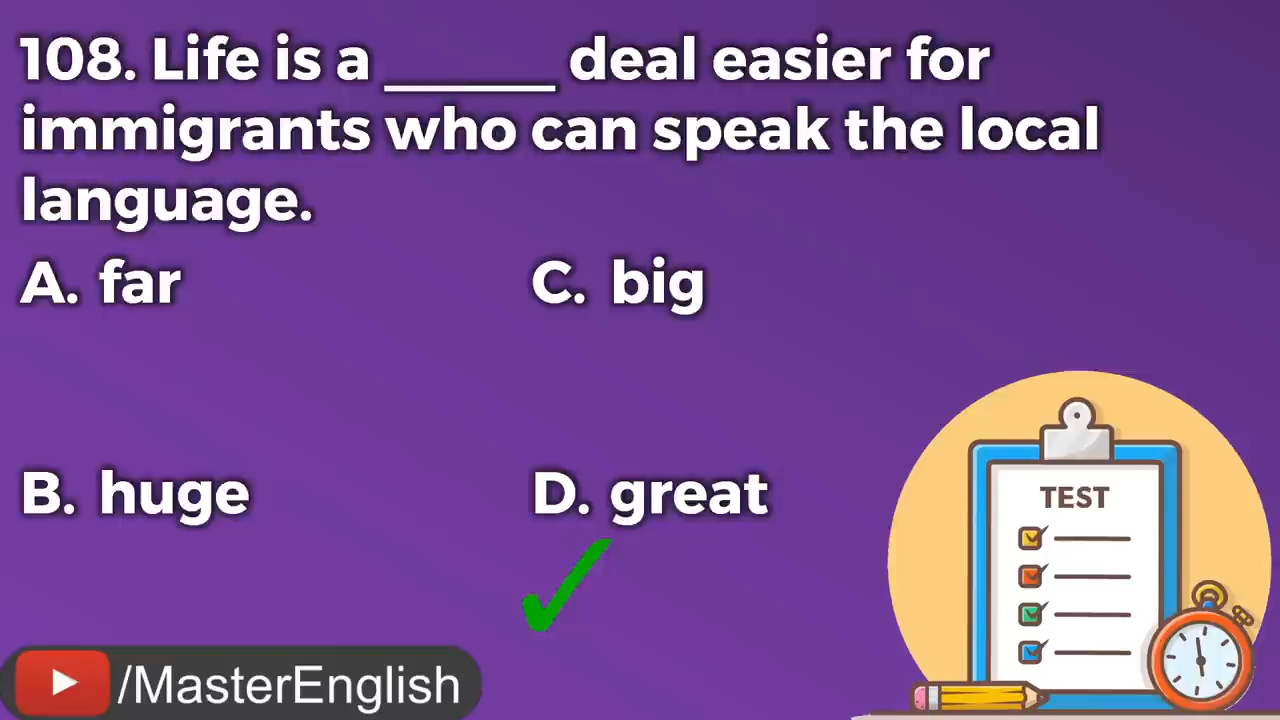 108. Life is a ______ deal easier for
immigrants who can speak the local
language.
A. far
C. big
B. huge
D. great
TEST
/MasterEnglish